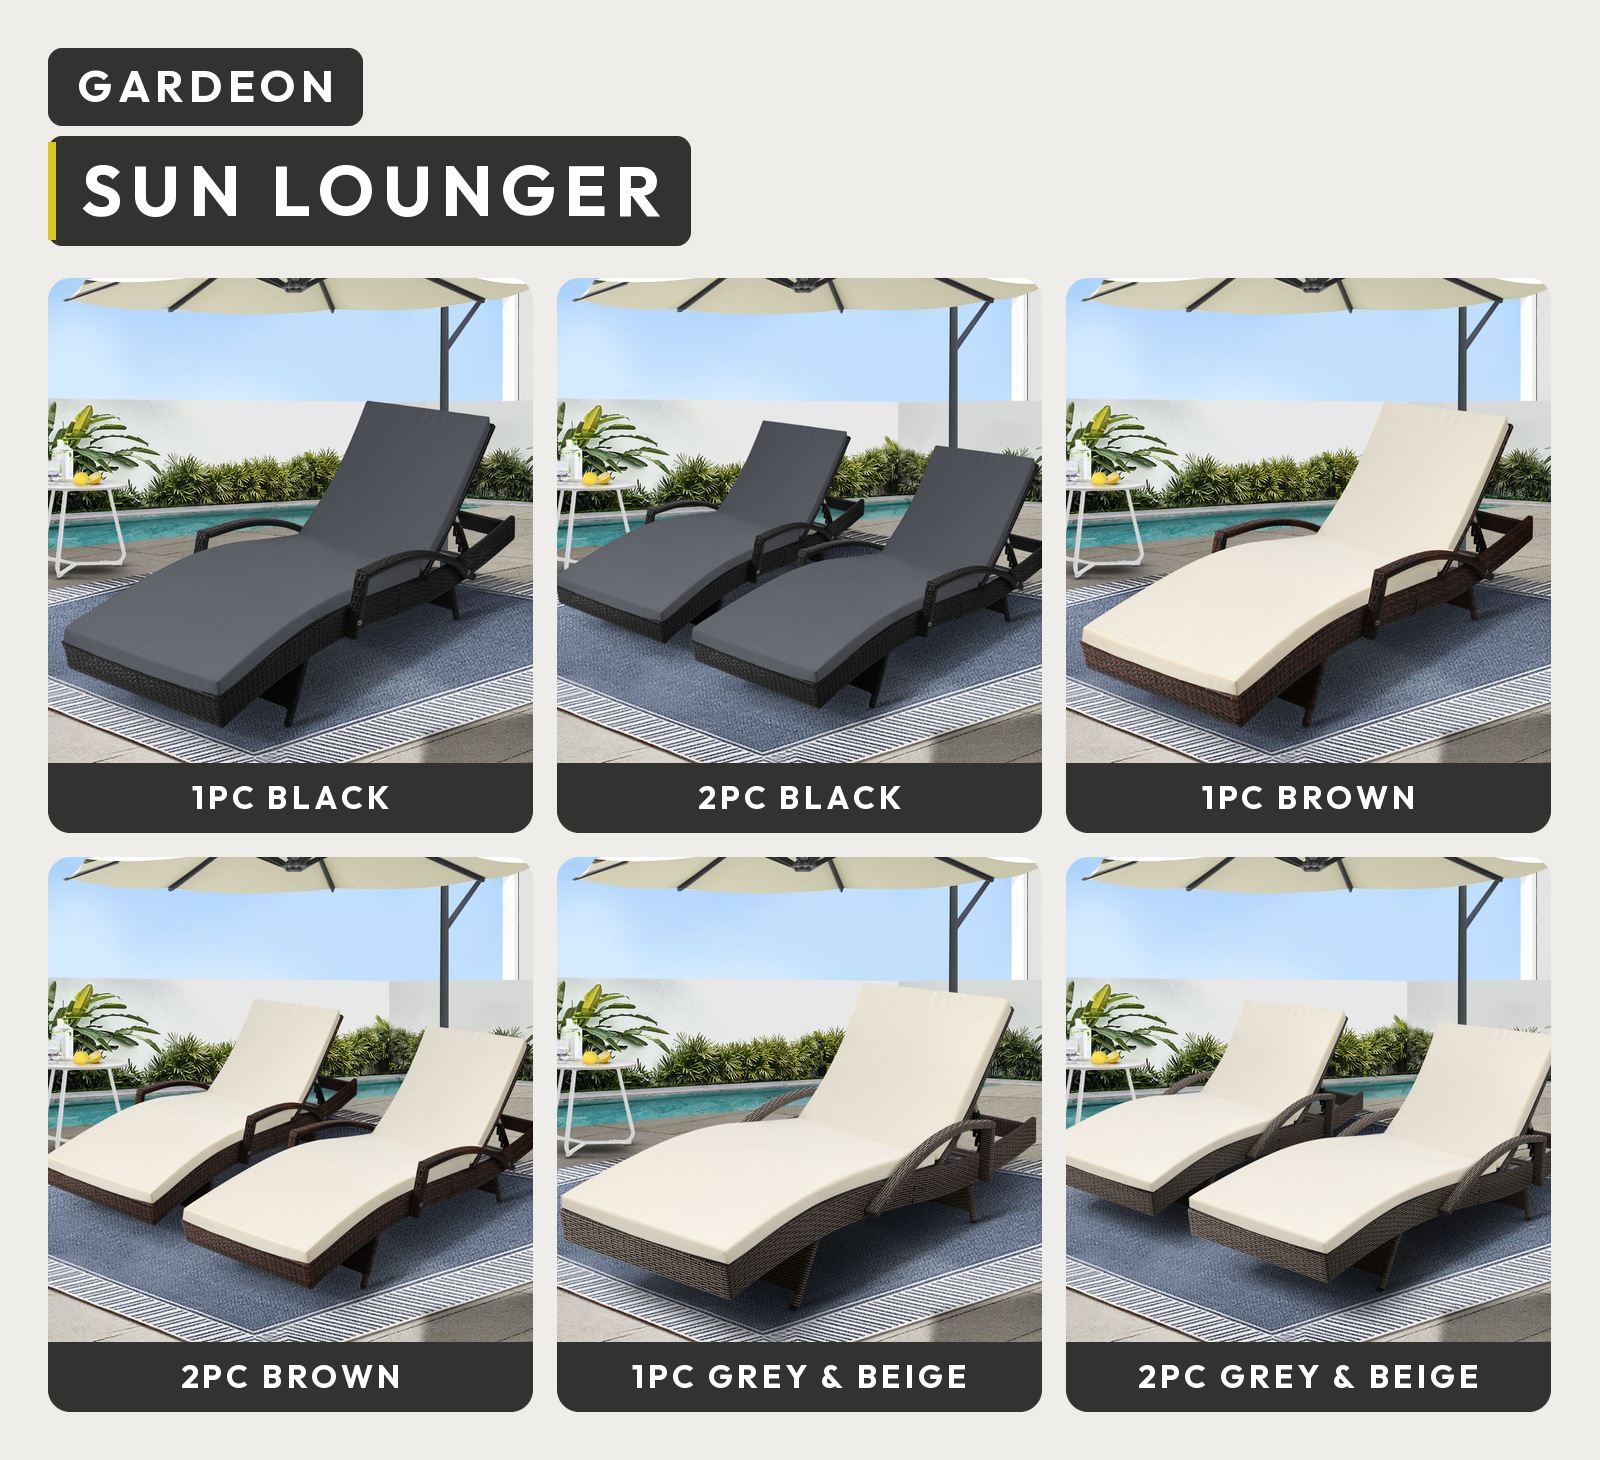 GARDEON
SUN LOUNGER
1PC BLACK
2PC BLACK
1PC BROWN
2PC BROWN
1PC GREY & BEIGE
2PC GREY & BEIGE